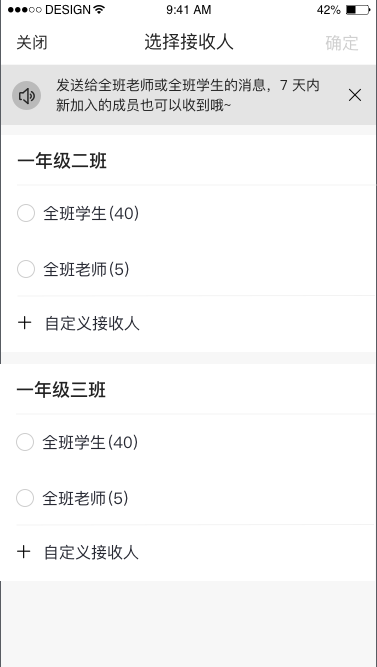 DESIGN 9:41 AM 42%
关闭 选择接收人 确定
发送给全班老师或全班学生的消息，7 天内
新加入的成员也可以收到哦~
一年级二班
全班学生(40)
全班老师(5)
+ 自定义接收人
一年级三班
全班学生(40)
全班老师(5)
+ 自定义接收人